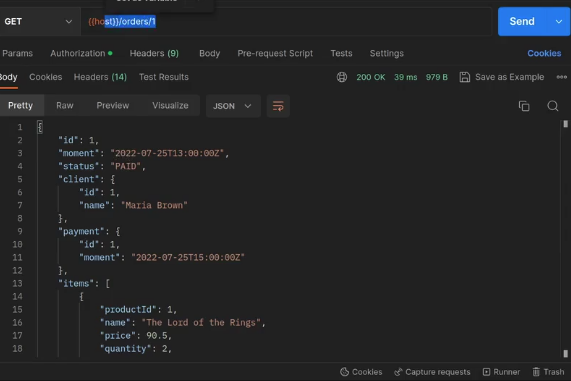 GET {{host}}/orders/1 Send
Params Authorization Headers (9) Body Pre-request Script Tests Settings Cookies
Body Cookies Headers (14) Test Results 200 OK 39 ms 979 B Save as Example
Pretty Raw Preview Visualize JSON
1 {
2 "id": 1,
3 "moment": "2022-07-25T13:00:00Z",
4 "status": "PAID",
5 "client": {
6 "id": 1,
7 "name": "Maria Brown"
8 },
9 "payment": {
10 "id": 1,
11 "moment": "2022-07-25T15:00:00Z"
12 },
13 "items": [
14 {
15 "productId": 1,
16 "name": "The Lord of the Rings",
17 "price": 90.5,
18 "quantity": 2,
Cookies Capture requests Runner Trash